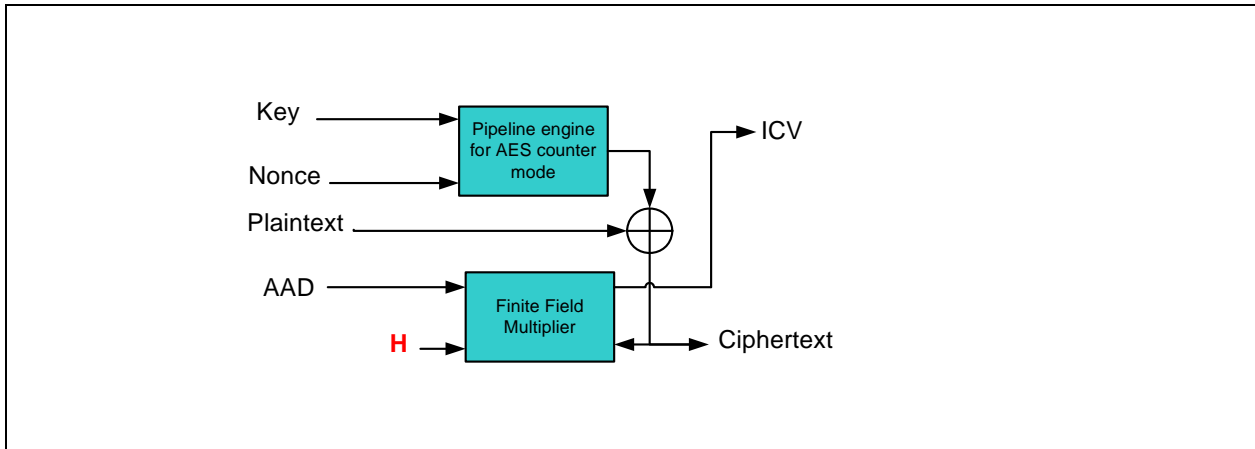 Key
Pipeline engine
for AES counter
mode
ICV
Nonce
Plaintext
AAD
Finite Field
Multiplier
H
Ciphertext